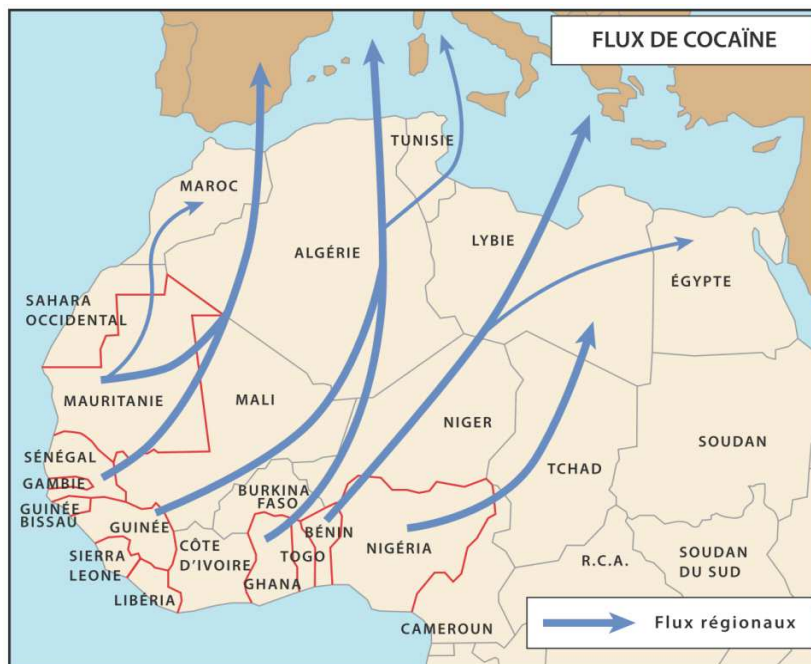 FLUX DE COCAÏNE
TUNISIE
MAROC
ALGÉRIE
LYBIE
ÉGYPTE
SAHARA
OCCIDENTAL
MAURITANIE
MALI
NIGER
SOUDAN
TCHAD
SÉNÉGAL
GAMBIE
GUINÉE
BISSAU
GUINÉE
BURKINA
FASO
BÉNIN
NIGÉRIA
CÔTE
D'IVOIRE
TOGO
GHANA
SIERRA
LEONE
LIBÉRIA
R.C.A.
SOUDAN
DU SUD
CAMEROUN
Flux régionaux